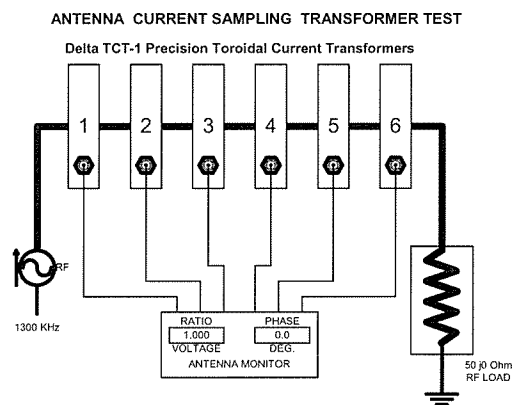 ANTENNA CURRENT SAMPLING TRANSFORMER TEST
Delta TCT-1 Precision Toroidal Current Transformers
1 2 3 4 5 6
RF
1300 KHz
RATIO PHASE
1.000 0.0
VOLTAGE DEG.
ANTENNA MONITOR
50 j0 Ohm
RF LOAD